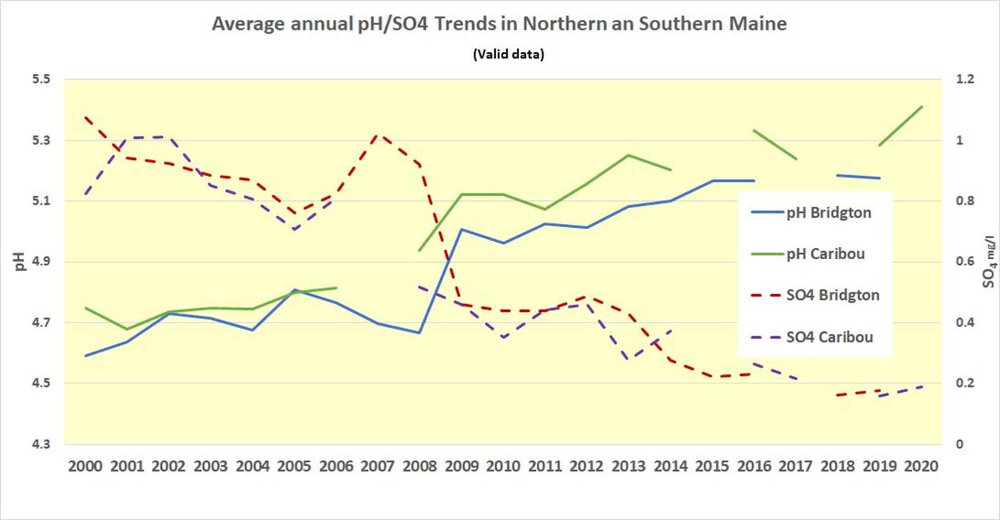 Average annual pH/SO4 Trends in Northern an Southern Maine
(Valid data)
5.5
5.3
5.1
4.9
4.7
4.5
4.3
pH
1.2
1
0.8
0.6
0.4
0.2
0
SO₄ mg/l
pH Bridgton
pH Caribou
SO4 Bridgton
SO4 Caribou
2000 2001 2002 2003 2004 2005 2006 2007 2008 2009 2010 2011 2012 2013 2014 2015 2016 2017 2018 2019 2020